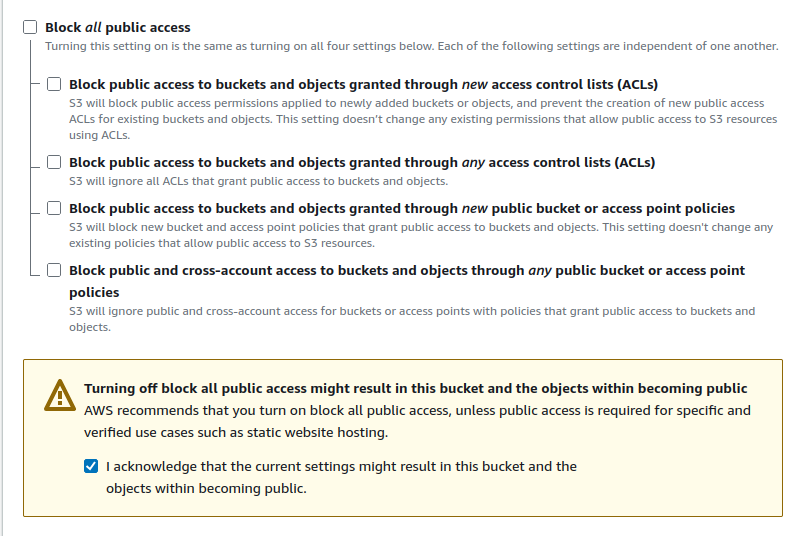 Block all public access
Turning this setting on is the same as turning on all four settings below. Each of the following settings are independent of one another.
Block public access to buckets and objects granted through new access control lists (ACLs)
S3 will block public access permissions applied to newly added buckets or objects, and prevent the creation of new public access
ACLs for existing buckets and objects. This setting doesn't change any existing permissions that allow public access to S3 resources
using ACLs.
Block public access to buckets and objects granted through any access control lists (ACLs)
S3 will ignore all ACLs that grant public access to buckets and objects.
Block public access to buckets and objects granted through new public bucket or access point policies
S3 will block new bucket and access point policies that grant public access to buckets and objects. This setting doesn't change any
existing policies that allow public access to S3 resources.
Block public and cross-account access to buckets and objects through any public bucket or access point
policies
S3 will ignore public and cross-account access for buckets or access points with policies that grant public access to buckets and
objects.
Turning off block all public access might result in this bucket and the objects within becoming public
AWS recommends that you turn on block all public access, unless public access is required for specific and
verified use cases such as static website hosting.
I acknowledge that the current settings might result in this bucket and the
objects within becoming public.